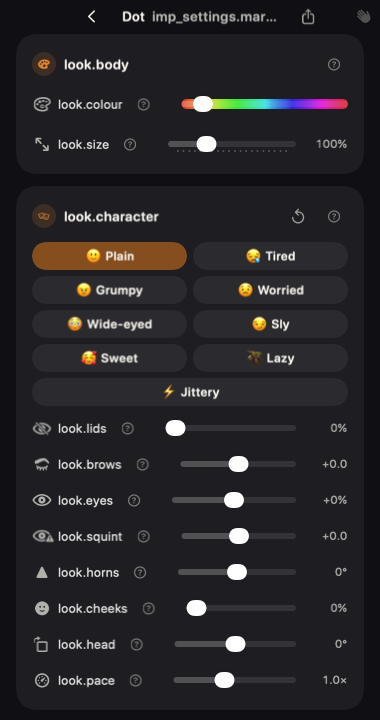 Dot imp_settings.mar...
look.body
look.colour
look.size 100%
look.character
Plain
Tired
Grumpy
Worried
Wide-eyed
Sly
Sweet
Lazy
Jittery
look.lids 0%
look.brows +0.0
look.eyes +0%
look.squint +0.0
look.horns 0°
look.cheeks 0%
look.head 0°
look.pace 1.0×